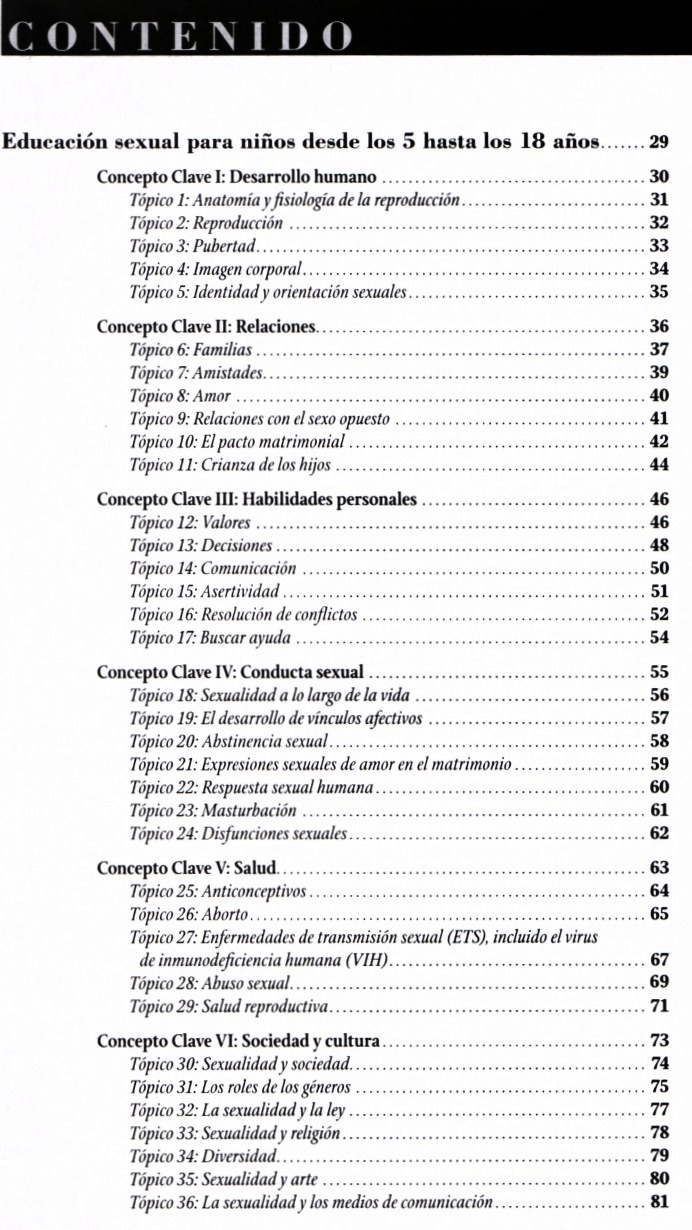 CONTENIDO
Educación sexual para niños desde los 5 hasta los 18 años....... 29
Concepto Clave I: Desarrollo humano ........ 30
Tópico 1: Anatomía y fisiología de la reproducción........ 31
Tópico 2: Reproducción ........ 32
Tópico 3: Pubertad........ 33
Tópico 4: Imagen corporal........ 34
Tópico 5: Identidad y orientación sexuales........ 35
Concepto Clave II: Relaciones........ 36
Tópico 6: Familias ........ 37
Tópico 7: Amistades........ 39
Tópico 8: Amor ........ 40
Tópico 9: Relaciones con el sexo opuesto ........ 41
Tópico 10: El pacto matrimonial ........ 42
Tópico 11: Crianza de los hijos ........ 44
Concepto Clave III: Habilidades personales ........ 46
Tópico 12: Valores ........ 46
Tópico 13: Decisiones ........ 48
Tópico 14: Comunicación ........ 50
Tópico 15: Asertividad ........ 51
Tópico 16: Resolución de conflictos ........ 52
Tópico 17: Buscar ayuda ........ 54
Concepto Clave IV: Conducta sexual ........ 55
Tópico 18: Sexualidad a lo largo de la vida ........ 56
Tópico 19: El desarrollo de vínculos afectivos ........ 57
Tópico 20: Abstinencia sexual........ 58
Tópico 21: Expresiones sexuales de amor en el matrimonio ........ 59
Tópico 22: Respuesta sexual humana........ 60
Tópico 23: Masturbación ........ 61
Tópico 24: Disfunciones sexuales........ 62
Concepto Clave V: Salud........ 63
Tópico 25: Anticonceptivos ........ 64
Tópico 26: Aborto........ 65
Tópico 27: Enfermedades de transmisión sexual (ETS), incluido el virus
de inmunodeficiencia humana (VIH)........ 67
Tópico 28: Abuso sexual........ 69
Tópico 29: Salud reproductiva........ 71
Concepto Clave VI: Sociedad y cultura........ 73
Tópico 30: Sexualidad y sociedad........ 74
Tópico 31: Los roles de los géneros ........ 75
Tópico 32: La sexualidad y la ley ........ 77
Tópico 33: Sexualidad y religión........ 78
Tópico 34: Diversidad........ 79
Tópico 35: Sexualidad y arte ........ 80
Tópico 36: La sexualidad y los medios de comunicación........ 81